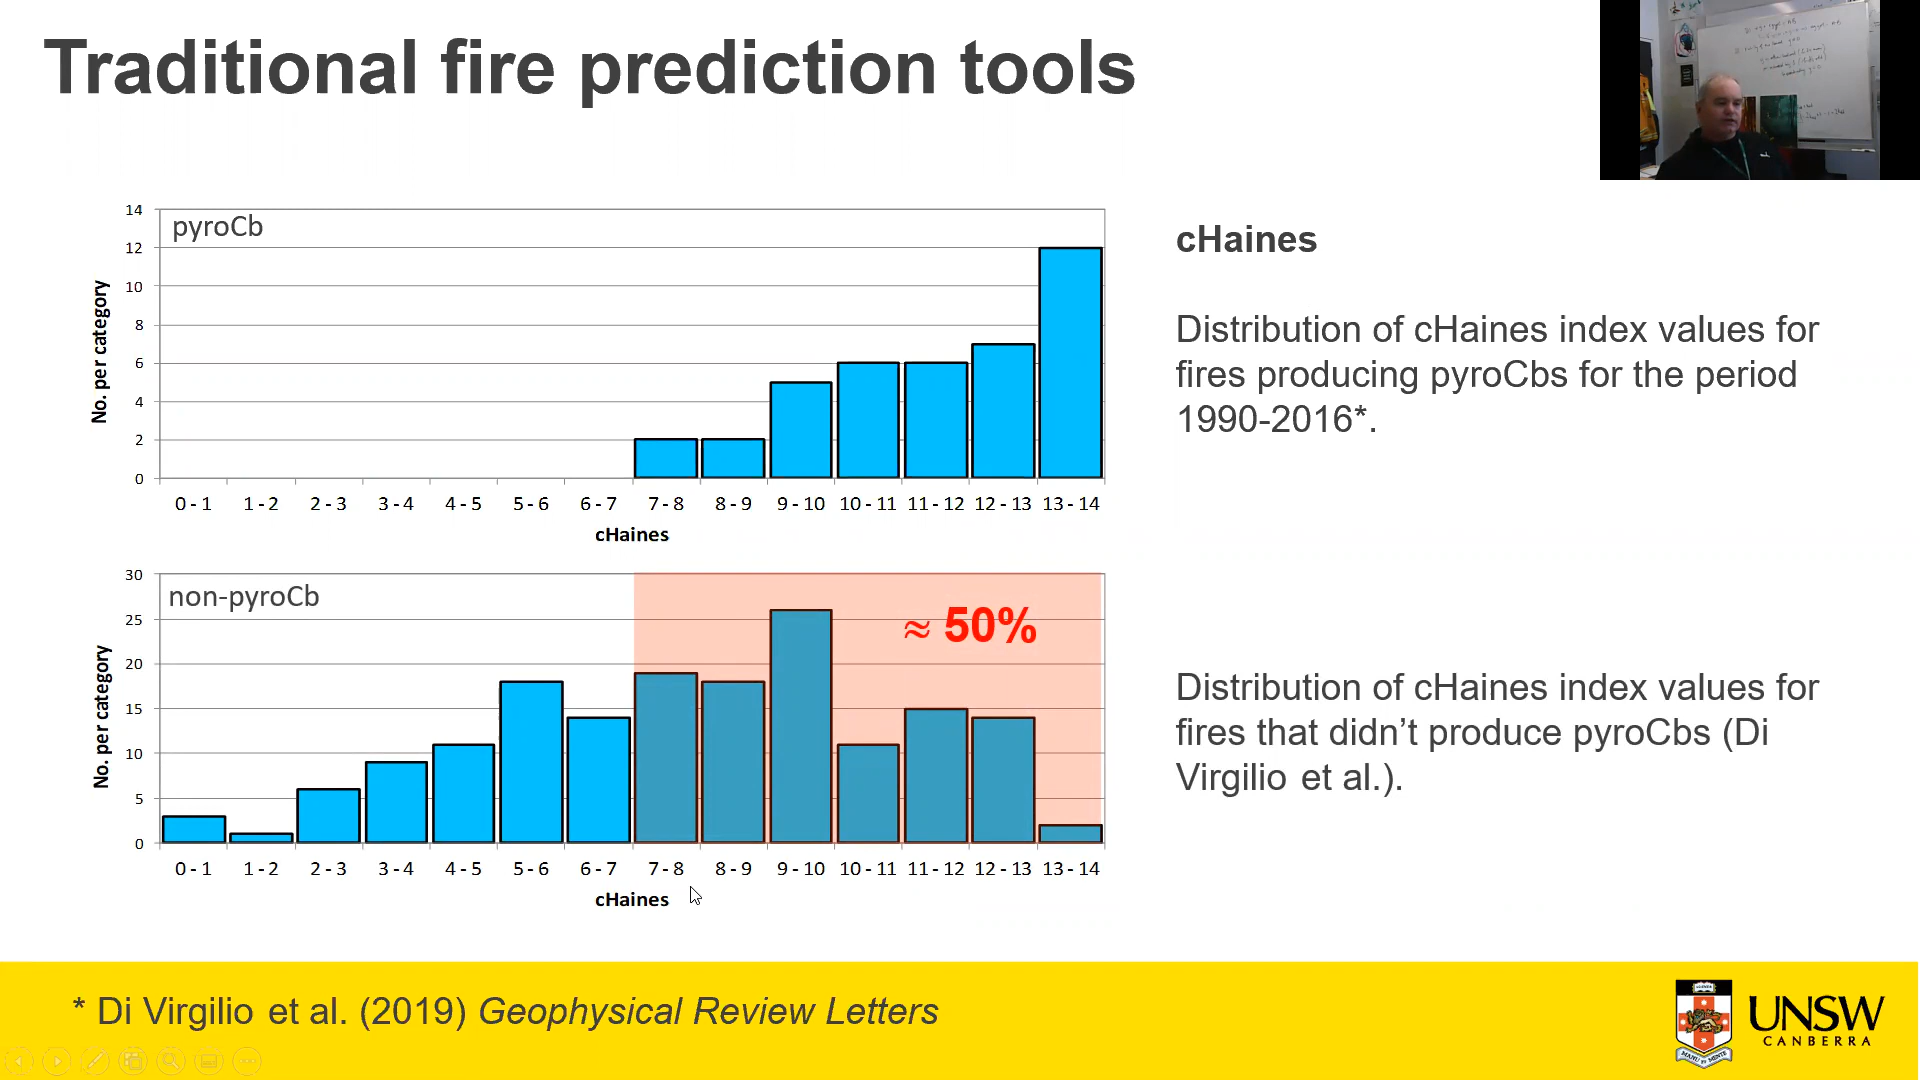 Traditional fire prediction tools
pyroCb
No. per category
14
12
10
8
6
4
2
0
0 - 1 1 - 2 2 - 3 3 - 4 4 - 5 5 - 6 6 - 7 7 - 8 8 - 9 9 - 10 10 - 11 11 - 12 12 - 13 13 - 14
cHaines
cHaines
Distribution of cHaines index values for
fires producing pyroCbs for the period
1990-2016*.
non-pyroCb
≈ 50%
No. per category
30
25
20
15
10
5
0
0 - 1 1 - 2 2 - 3 3 - 4 4 - 5 5 - 6 6 - 7 7 - 8 8 - 9 9 - 10 10 - 11 11 - 12 12 - 13 13 - 14
cHaines
Distribution of cHaines index values for
fires that didn’t produce pyroCbs (Di
Virgilio et al.).
* Di Virgilio et al. (2019) Geophysical Review Letters
UNSW
CANBERRA